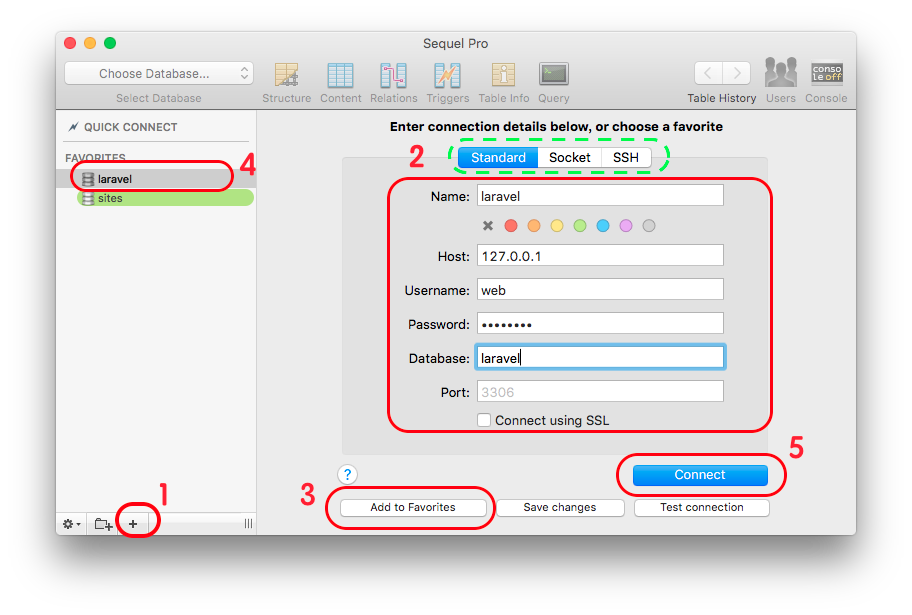 Sequel Pro
Choose Database...
Select Database
Structure
Content
Relations
Triggers
Table Info
Query
Table History
Users
conso
le off
Console
QUICK CONNECT
FAVORITES
laravel
4
sites
Enter connection details below, or choose a favorite
2
Standard
Socket
SSH
Name: laravel
Host: 127.0.0.1
Username: web
Password: ••••••••
Database: laravel
Port: 3306
Connect using SSL
5
?
Connect
3
Add to Favorites
Save changes
Test connection
1